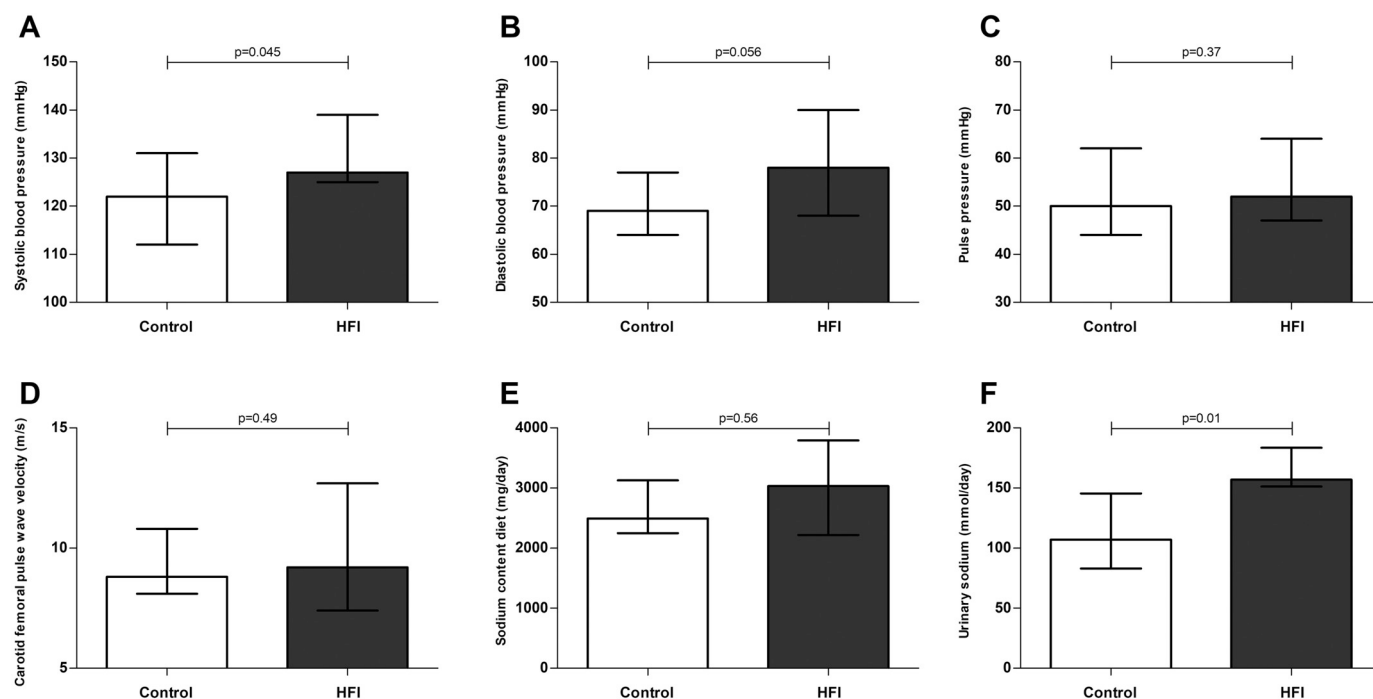 A
p=0.045
Systolic blood pressure (mmHg)
150
140
130
120
110
100
Control
HFI
B
p=0.056
Diastolic blood pressure (mmHg)
100
90
80
70
60
50
Control
HFI
C
p=0.37
Pulse pressure (mmHg)
80
70
60
50
40
30
Control
HFI
D
p=0.49
Carotid femoral pulse wave velocity (m/s)
15
10
5
Control
HFI
E
p=0.56
Sodium content diet (mg/day)
4000
3000
2000
1000
0
Control
HFI
F
p=0.01
Urinary sodium (mmol/day)
200
150
100
50
0
Control
HFI